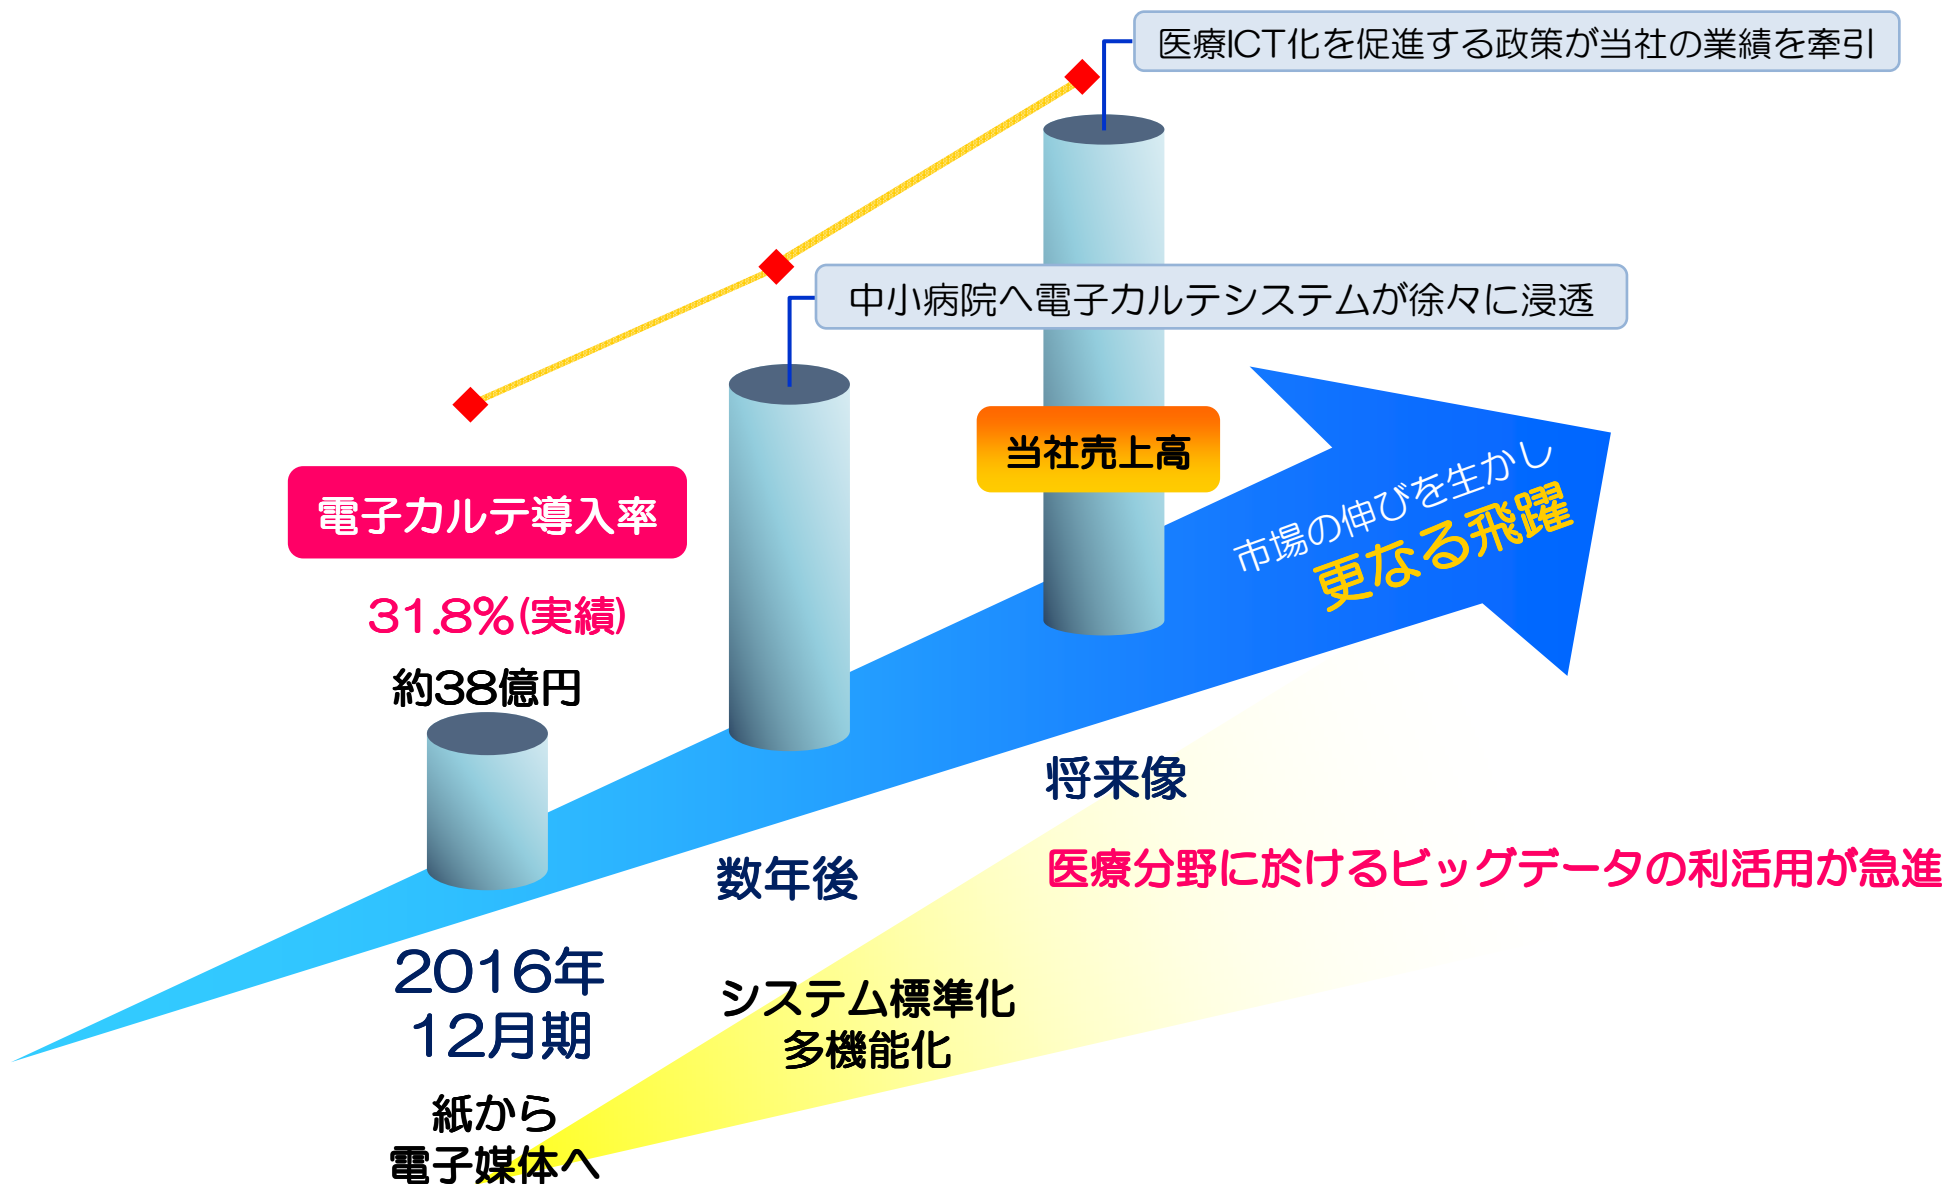 医療ICT化を促進する政策が当社の業績を牽引
中小病院へ電子カルテシステムが徐々に浸透
当社売上高
市場の伸びを生かし
更なる飛躍
電子カルテ導入率
31.8%(実績)
約38億円
将来像
医療分野に於けるビッグデータの利活用が急進
数年後
システム標準化
多機能化
2016年
12月期
紙から
電子媒体へ